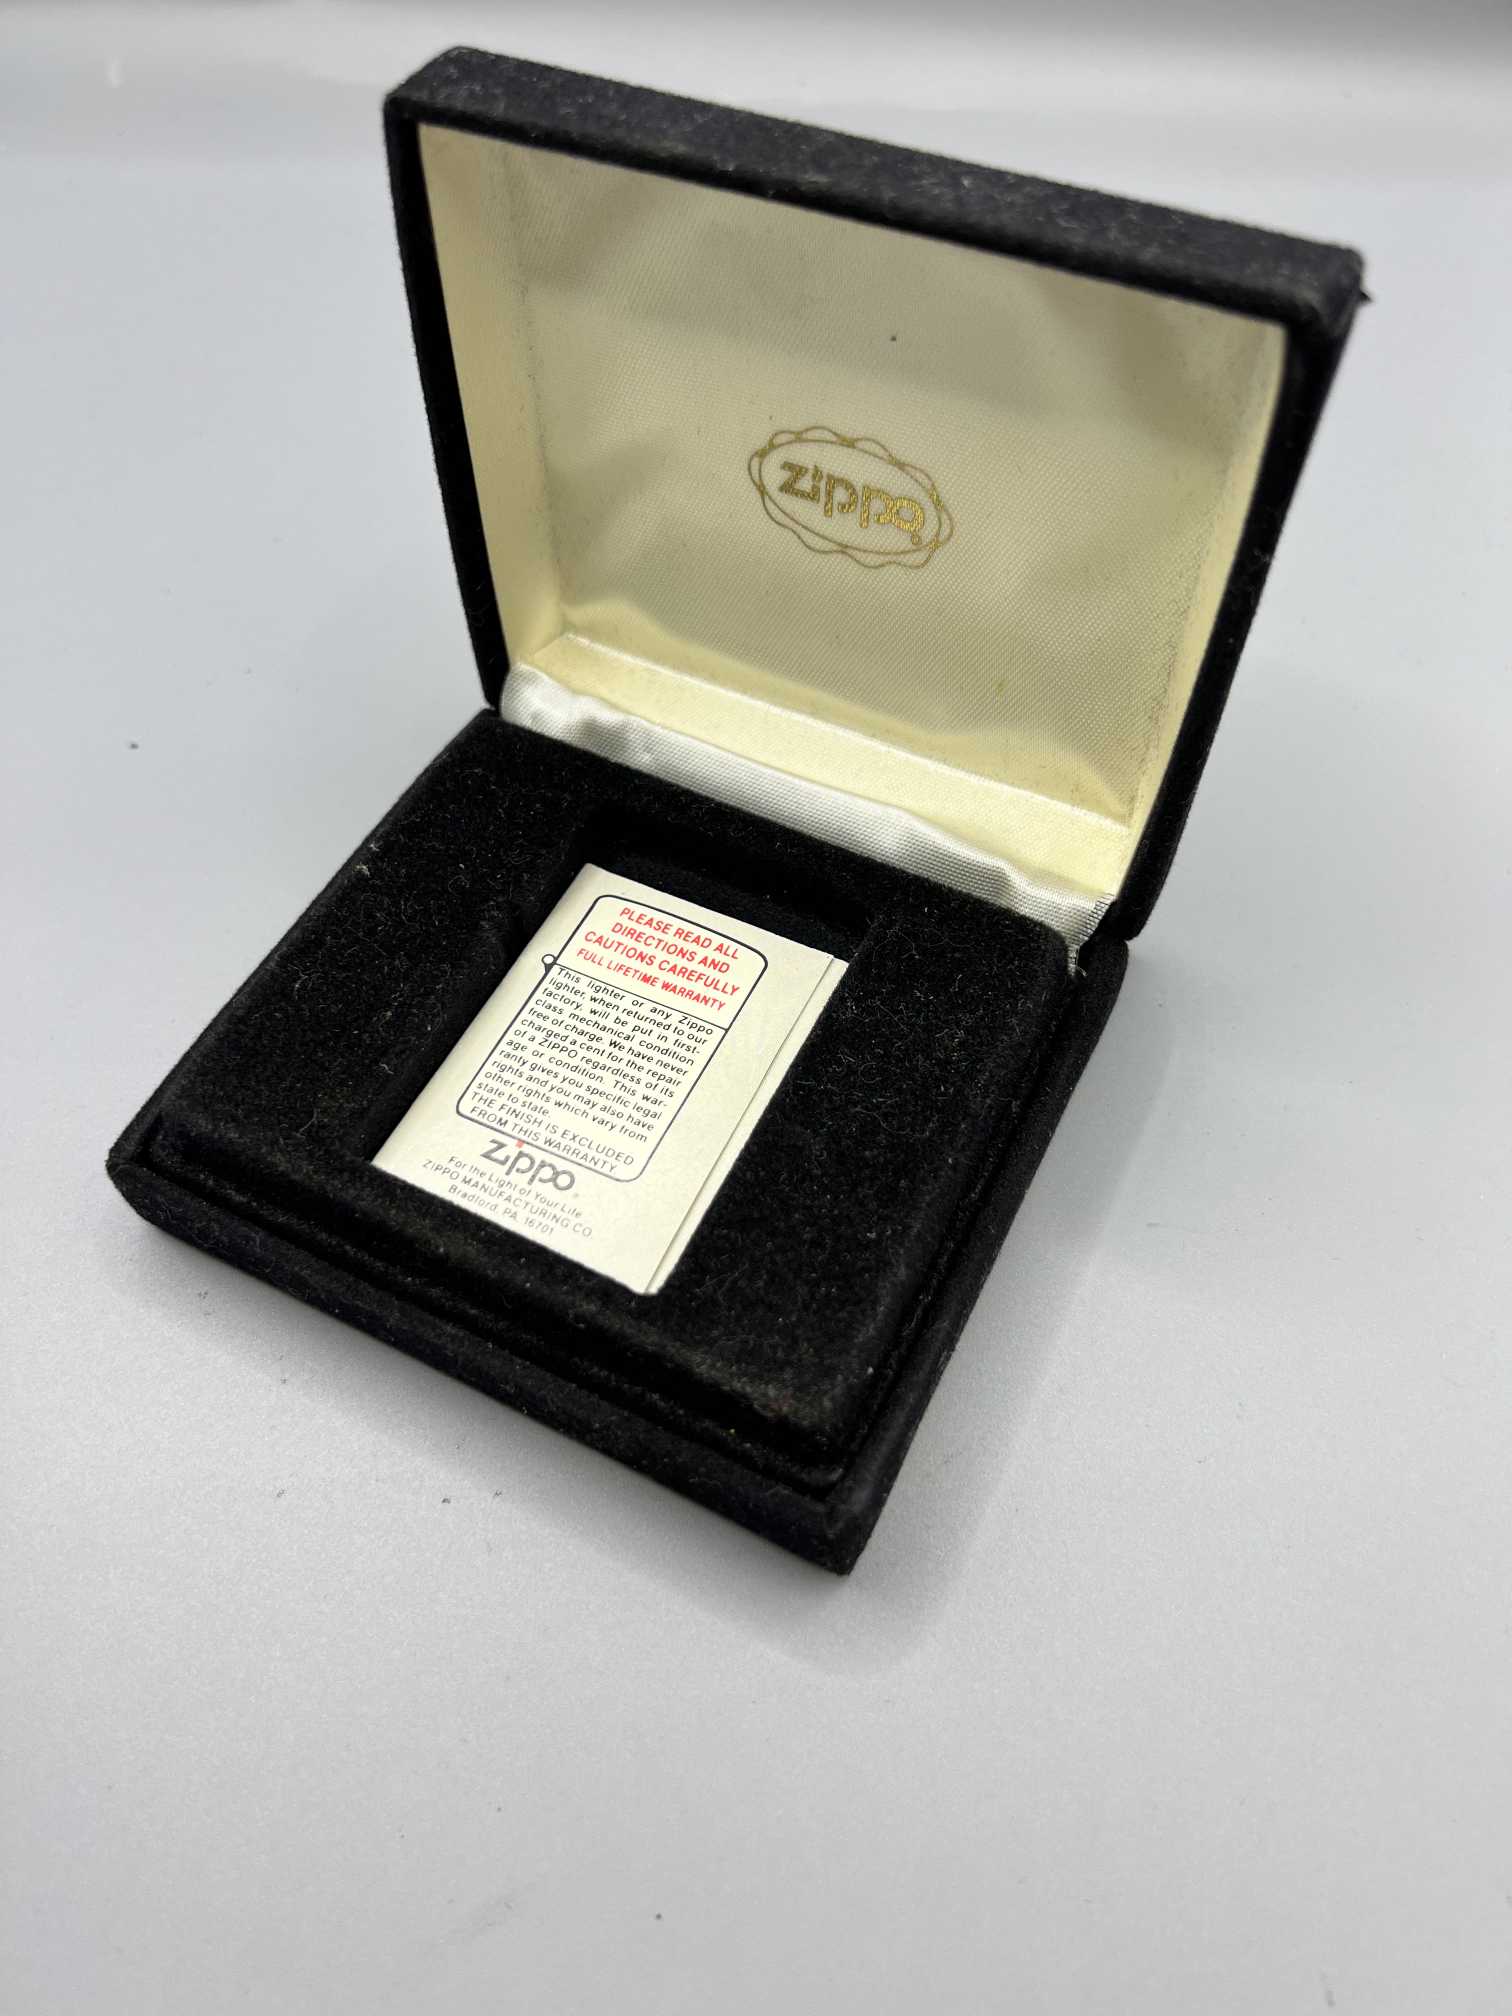 zippo
PLEASE READ ALL
DIRECTIONS AND
CAUTIONS CAREFULLY
FULL LIFETIME WARRANTY
This lighter or any Zippo
lighter, when returned to our
factory, will be put in first-
class mechanical condition
free of charge. We have never
charged a cent for the repair
of a ZIPPO regardless of its
age or condition. This war-
ranty gives you specific legal
rights and you may also have
other rights which vary from
state to state.
THE FINISH IS EXCLUDED
FROM THIS WARRANTY
zippo®
For the Light of Your Life
ZIPPO MANUFACTURING CO.
Bradford, PA. 16701